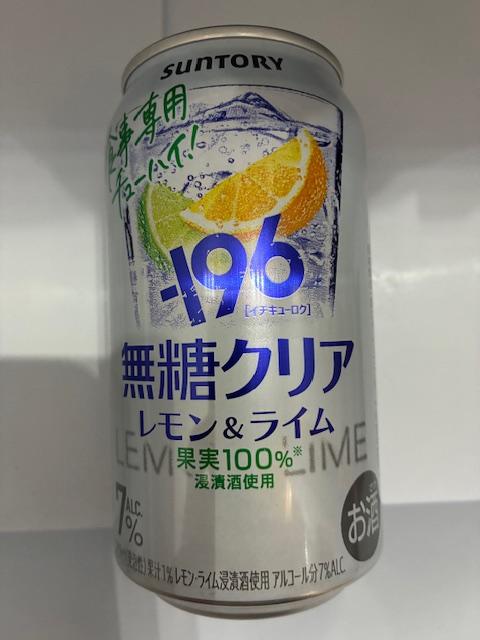 SUNTORY
食事専用
チューハイ!
-196
[イチキューロク]
無糖クリア
レモン&ライム
LEM LIME
果実100%※
浸漬酒使用
7% ALC.
お酒
果汁1% レモン・ライム浸漬酒使用 アルコール分7%ALC.